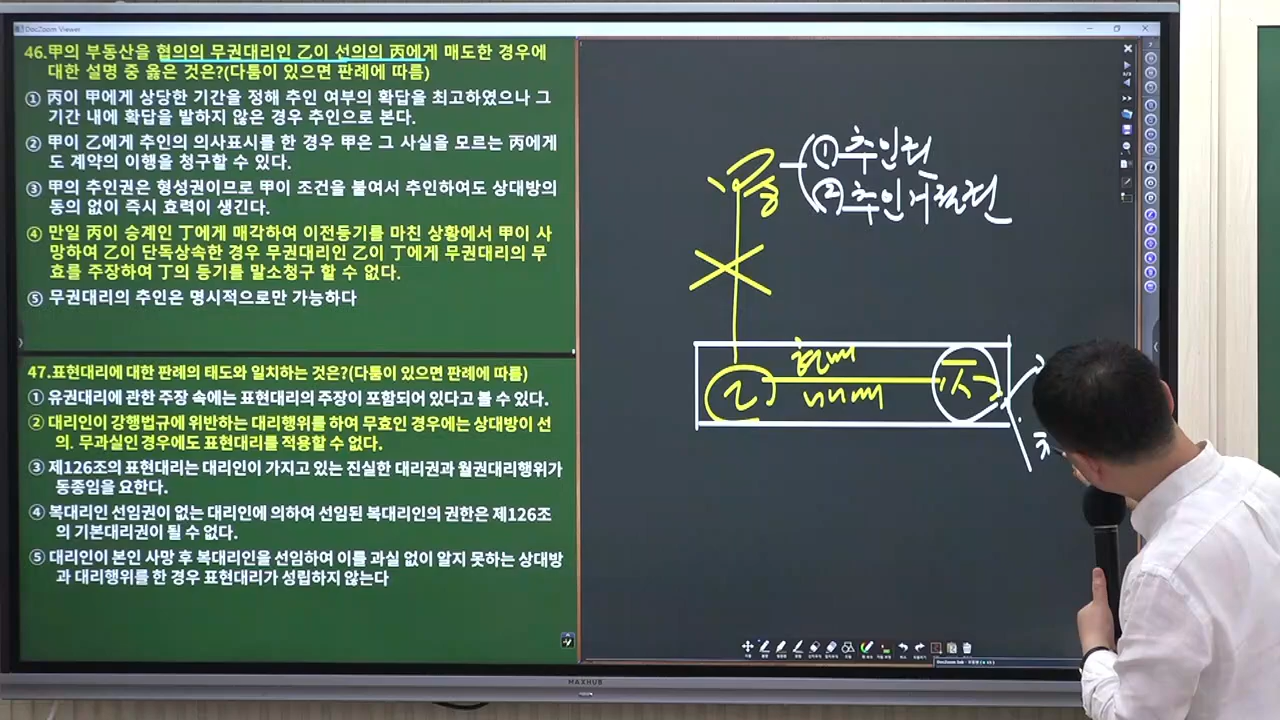 DocZoom Viewer
46.甲의 부동산을 협의의 무권대리인 乙이 선의의 丙에게 매도한 경우에
대한 설명 중 옳은 것은?(다툼이 있으면 판례에 따름)
① 丙이 甲에게 상당한 기간을 정해 추인 여부의 확답을 최고하였으나 그
기간 내에 확답을 발하지 않은 경우 추인으로 본다.
② 甲이 乙에게 추인의 의사표시를 한 경우 甲은 그 사실을 모르는 丙에게
도 계약의 이행을 청구할 수 있다.
③ 甲의 추인권은 형성권이므로 甲이 조건을 붙여서 추인하여도 상대방의
동의 없이 즉시 효력이 생긴다.
④ 만일 丙이 승계인 丁에게 매각하여 이전등기를 마친 상황에서 甲이 사
망하여 乙이 단독상속한 경우 무권대리인 乙이 丁에게 무권대리의 무
효를 주장하여 丁의 등기를 말소청구 할 수 없다.
⑤ 무권대리의 추인은 명시적으로만 가능하다
47.표현대리에 대한 판례의 태도와 일치하는 것은?(다툼이 있으면 판례에 따름)
① 유권대리에 관한 주장 속에는 표현대리의 주장이 포함되어 있다고 볼 수 있다.
② 대리인이 강행법규에 위반하는 대리행위를 하여 무효인 경우에는 상대방이 선
의. 무과실인 경우에도 표현대리를 적용할 수 없다.
③ 제126조의 표현대리는 대리인이 가지고 있는 진실한 대리권과 월권대리행위가
동종임을 요한다.
④ 복대리인 선임권이 없는 대리인에 의하여 선임된 복대리인의 권한은 제126조
의 기본대리권이 될 수 없다.
⑤ 대리인이 본인 사망 후 복대리인을 선임하여 이를 과실 없이 알지 못하는 상대방
과 대리행위를 한 경우 표현대리가 성립하지 않는다
① 추인권
② 추인거절권
乙
MAXHUB